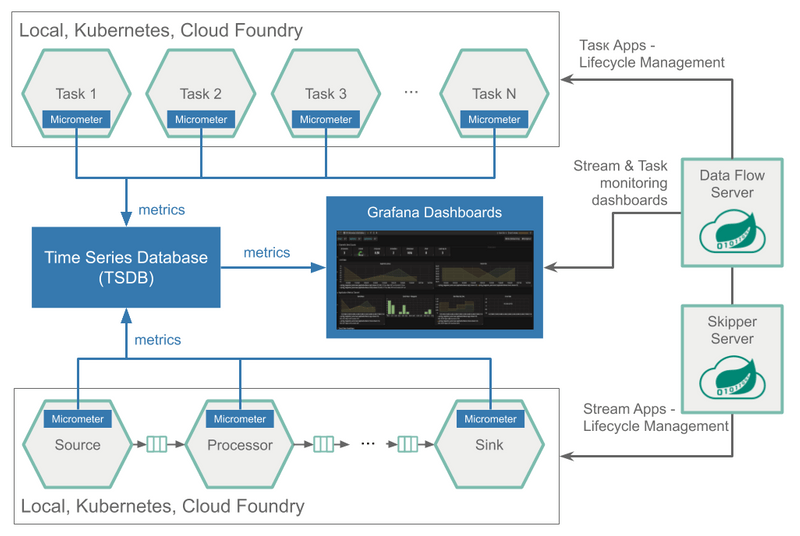 Local, Kubernetes, Cloud Foundry
Task 1
Micrometer
Task 2
Micrometer
Task 3
Micrometer
...
Task N
Micrometer
Task Apps -
Lifecycle Management
metrics
Time Series Database
(TSDB)
metrics
Grafana Dashboards
Stream & Task
monitoring
dashboards
Data Flow
Server
Skipper
Server
metrics
Micrometer
Source
Micrometer
Processor
...
Micrometer
Sink
Stream Apps -
Lifecycle Management
Local, Kubernetes, Cloud Foundry